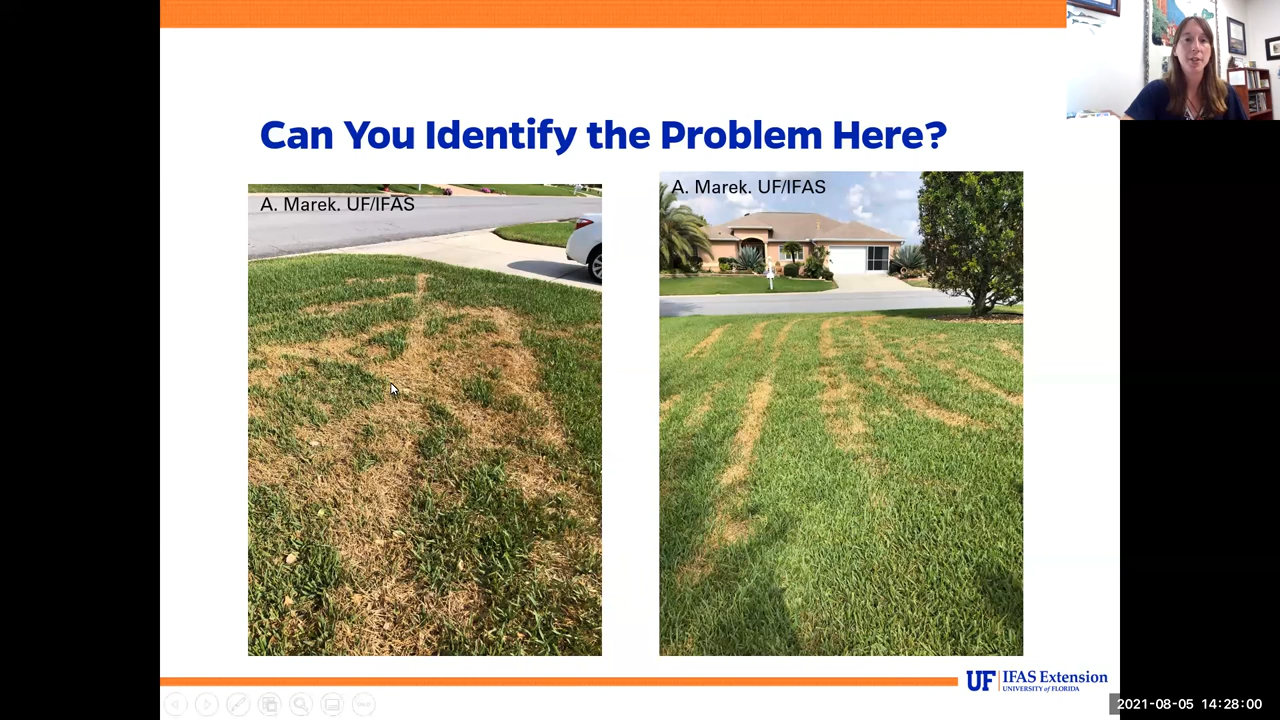 Can You Identify the Problem Here?
A. Marek. UF/IFAS
A. Marek. UF/IFAS
UF IFAS Extension
UNIVERSITY of FLORIDA
2021-08-05 14:28:00